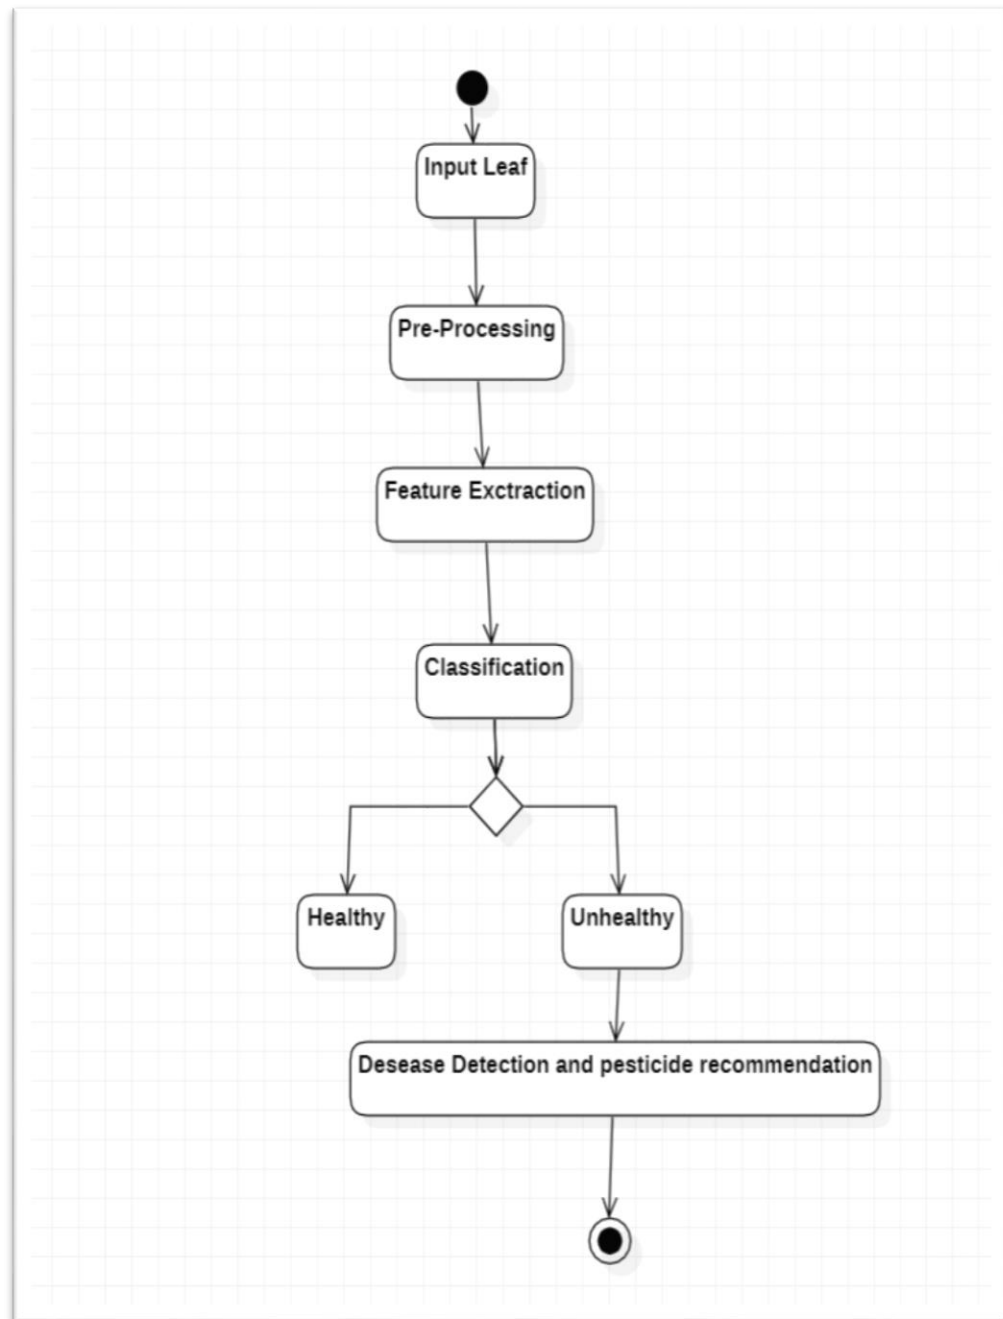 Input Leaf
Pre-Processing
Feature Exctraction
Classification
Healthy
Unhealthy
Desease Detection and pesticide recommendation